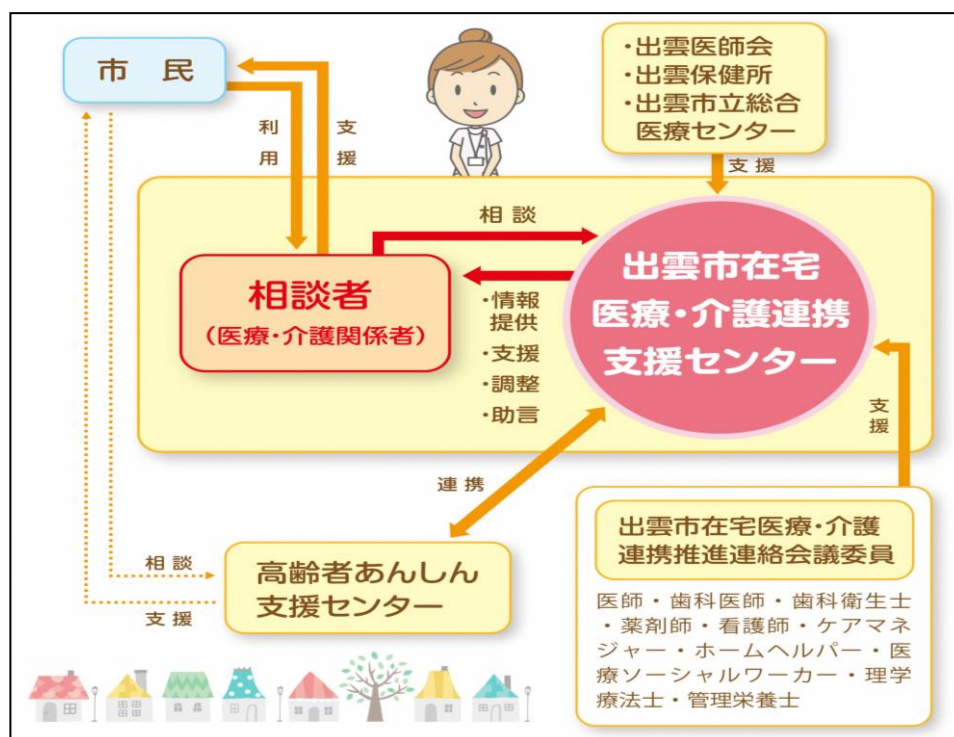 市民
・出雲医師会
・出雲保健所
・出雲市立総合
医療センター
利用
支援
支援
相談
相談者
（医療・介護関係者）
・情報
提供
・支援
・調整
・助言
出雲市在宅
医療・介護連携
支援センター
支援
連携
高齢者あんしん
支援センター
相談
支援
出雲市在宅医療・介護
連携推進連絡会議委員
医師・歯科医師・歯科衛生士
・薬剤師・看護師・ケアマネ
ジャー・ホームヘルパー・医
療ソーシャルワーカー・理学
療法士・管理栄養士